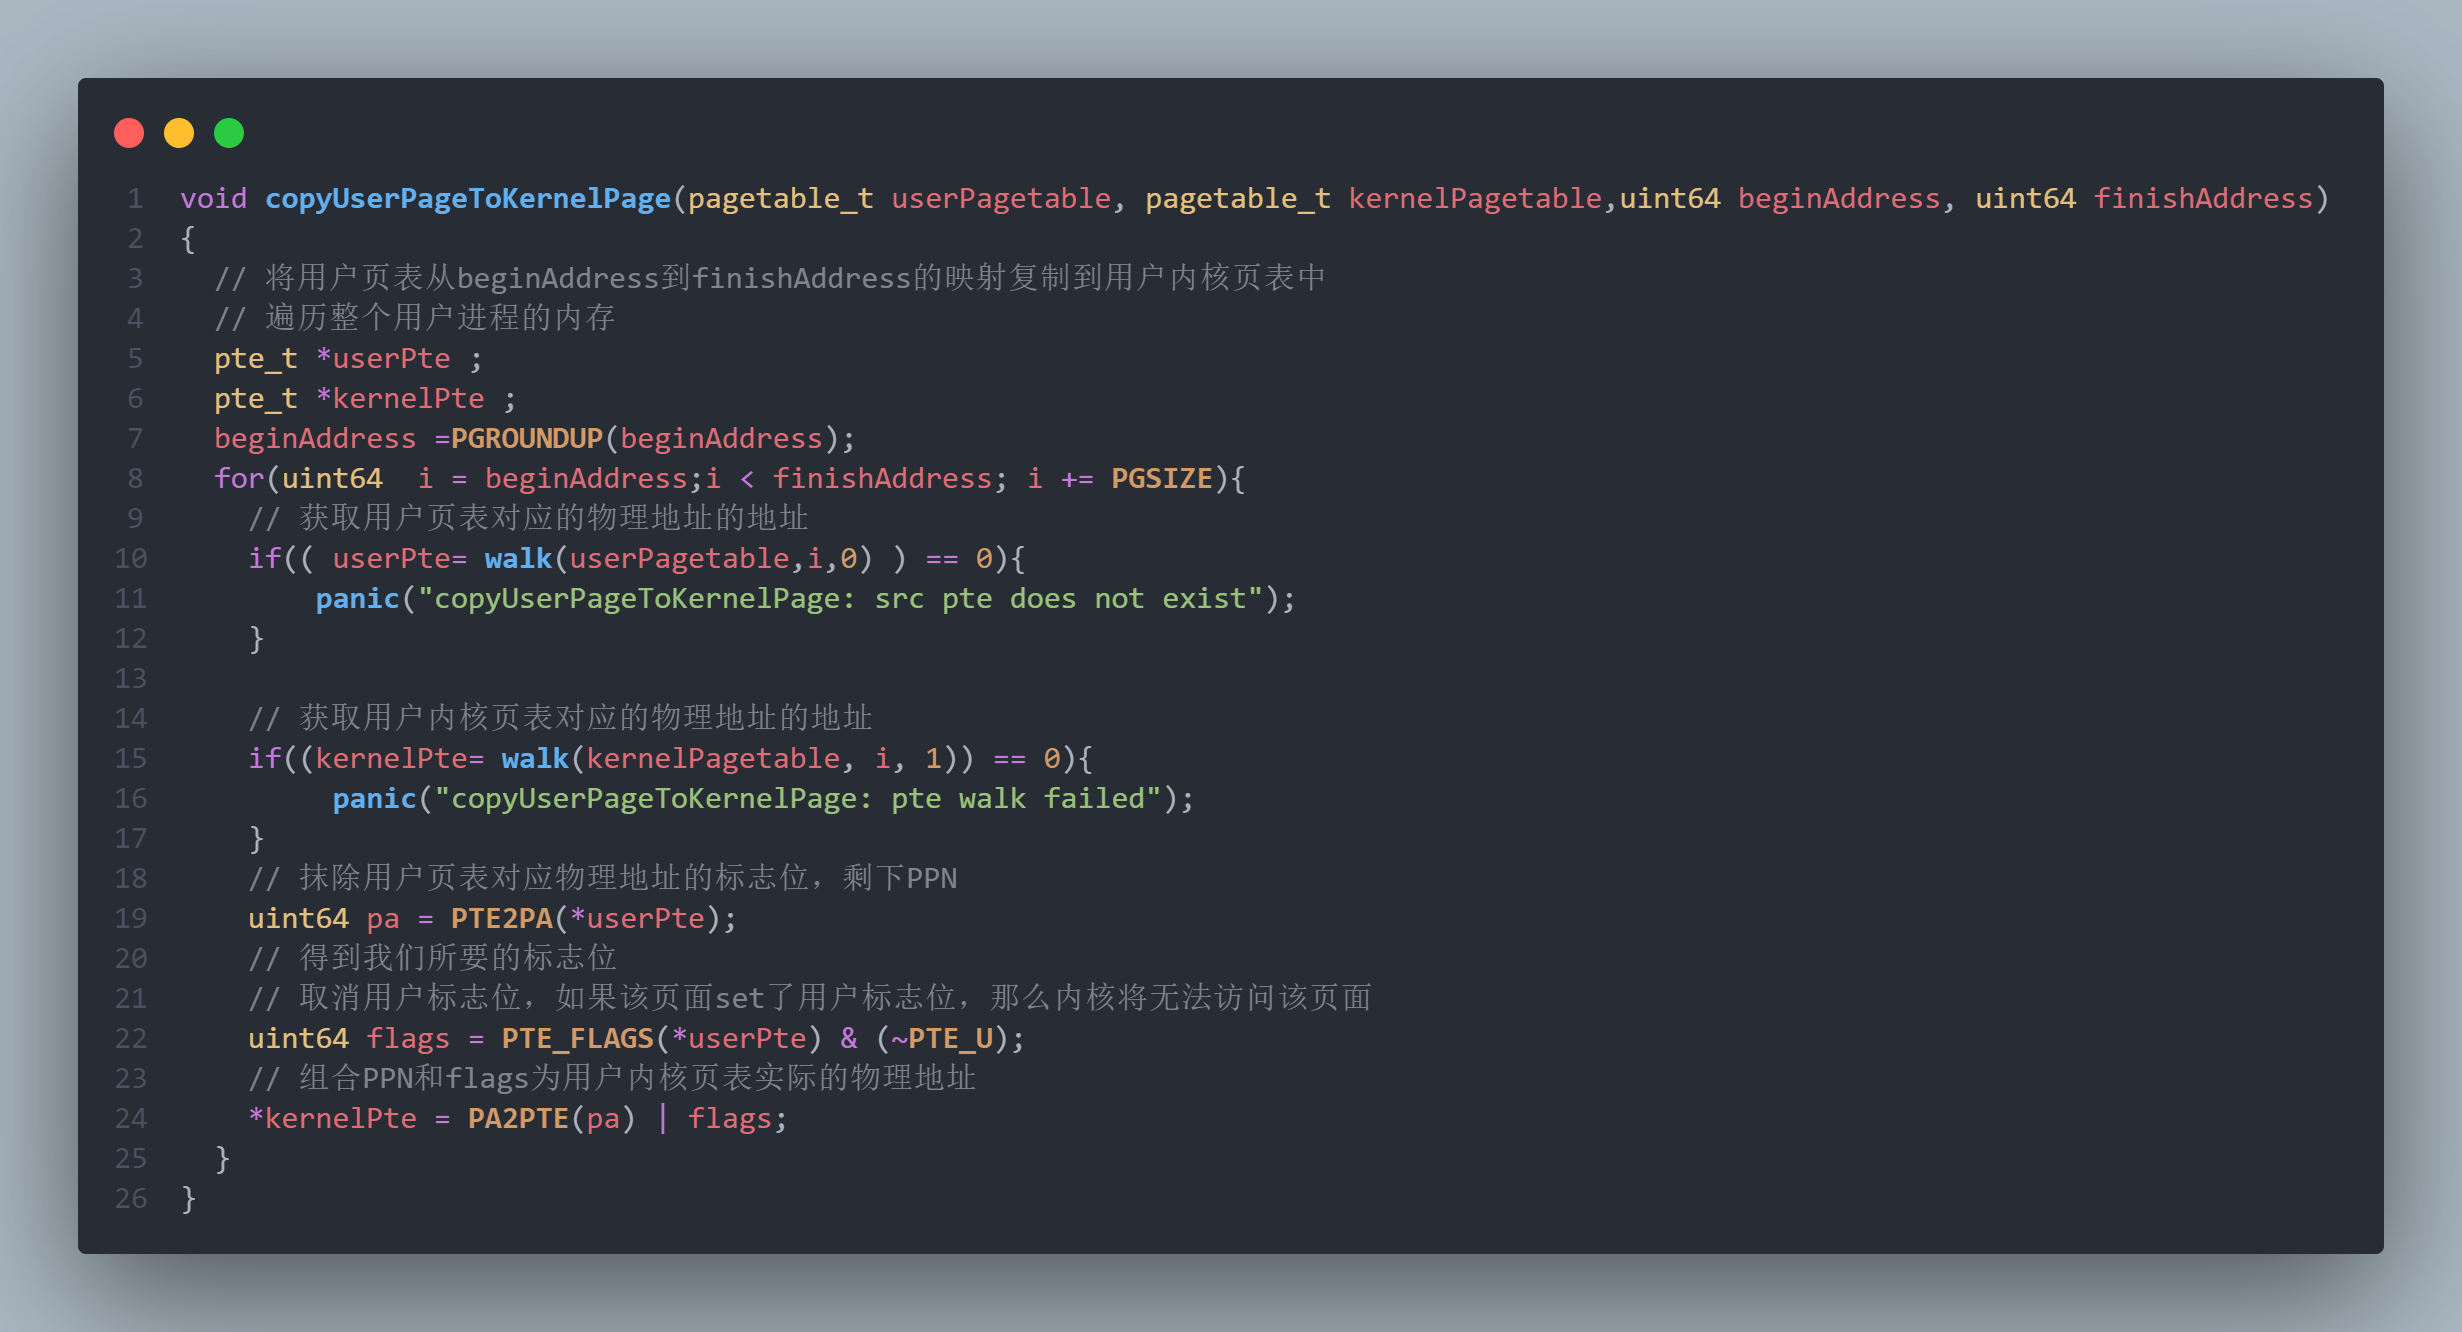 1 void copyUserPageToKernelPage(pagetable_t userPagetable, pagetable_t kernelPagetable,uint64 beginAddress, uint64 finishAddress)
2 {
3   // 将用户页表从beginAddress到finishAddress的映射复制到用户内核页表中
4   // 遍历整个用户进程的内存
5   pte_t *userPte ;
6   pte_t *kernelPte ;
7   beginAddress =PGROUNDUP(beginAddress);
8   for(uint64  i = beginAddress;i < finishAddress; i += PGSIZE){
9     // 获取用户页表对应的物理地址的地址
10     if(( userPte= walk(userPagetable,i,0) ) == 0){
11         panic("copyUserPageToKernelPage: src pte does not exist");
12     }
13
14     // 获取用户内核页表对应的物理地址的地址
15     if((kernelPte= walk(kernelPagetable, i, 1)) == 0){
16          panic("copyUserPageToKernelPage: pte walk failed");
17     }
18     // 抹除用户页表对应物理地址的标志位，剩下PPN
19     uint64 pa = PTE2PA(*userPte);
20     // 得到我们所要的标志位
21     // 取消用户标志位，如果该页面set了用户标志位，那么内核将无法访问该页面
22     uint64 flags = PTE_FLAGS(*userPte) & (~PTE_U);
23     // 组合PPN和flags为用户内核页表实际的物理地址
24     *kernelPte = PA2PTE(pa) | flags;
25   }
26 }